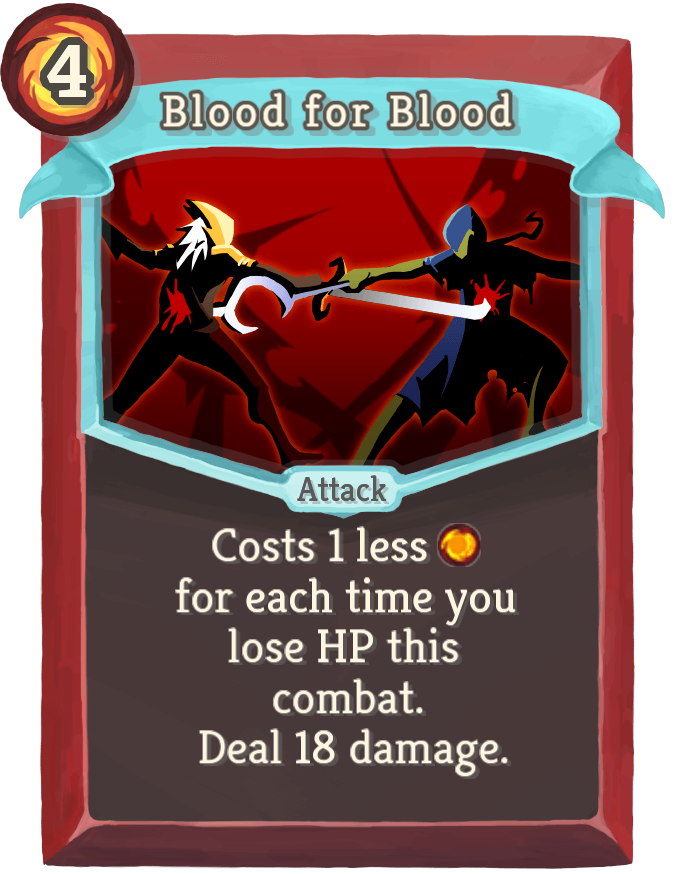 4
Blood for Blood
Attack
Costs 1 less
for each time you
lose HP this
combat.
Deal 18 damage.